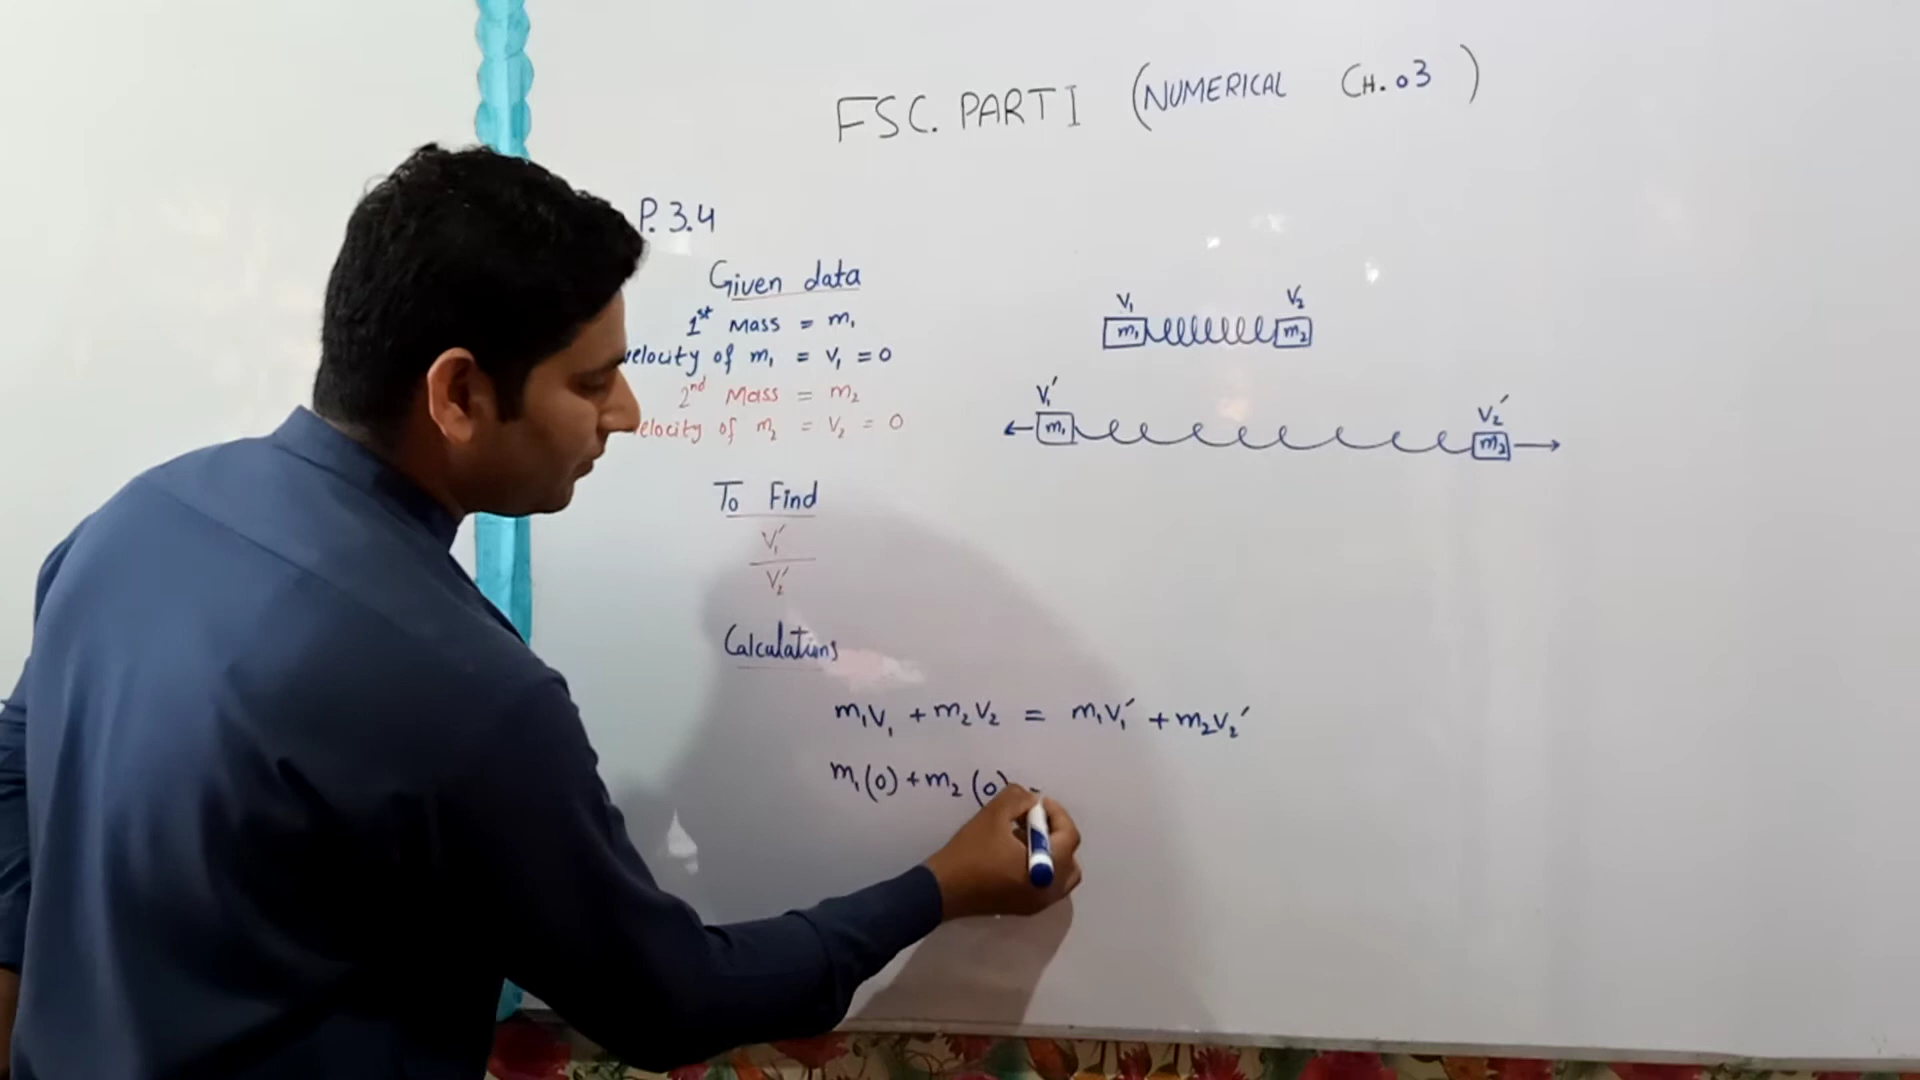 FSC. PART I (NUMERICAL CH.03)
P. 3.4
Given data
1st Mass = m₁
velocity of m₁ = V₁ = 0
2nd Mass = m₂
velocity of m₂ = V₂ = 0
V₁ V₂
m₁ m₂
V₁′ V₂′
m₁ m₂
To Find
V₁′
V₂′
Calculations
m₁V₁ + m₂V₂ = m₁V₁′ + m₂V₂′
m₁(0) + m₂(0)